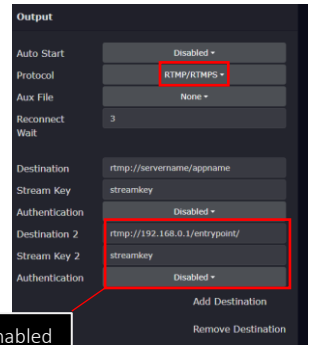 Output
Auto Start Disabled
Protocol RTMP/RTMPS
Aux File None
Reconnect Wait 3
Destination rtmp://servername/appname
Stream Key streamkey
Authentication Disabled
Destination 2 rtmp://192.168.0.1/entrypoint/
Stream Key 2 streamkey
Authentication Disabled
Add Destination
Remove Destination